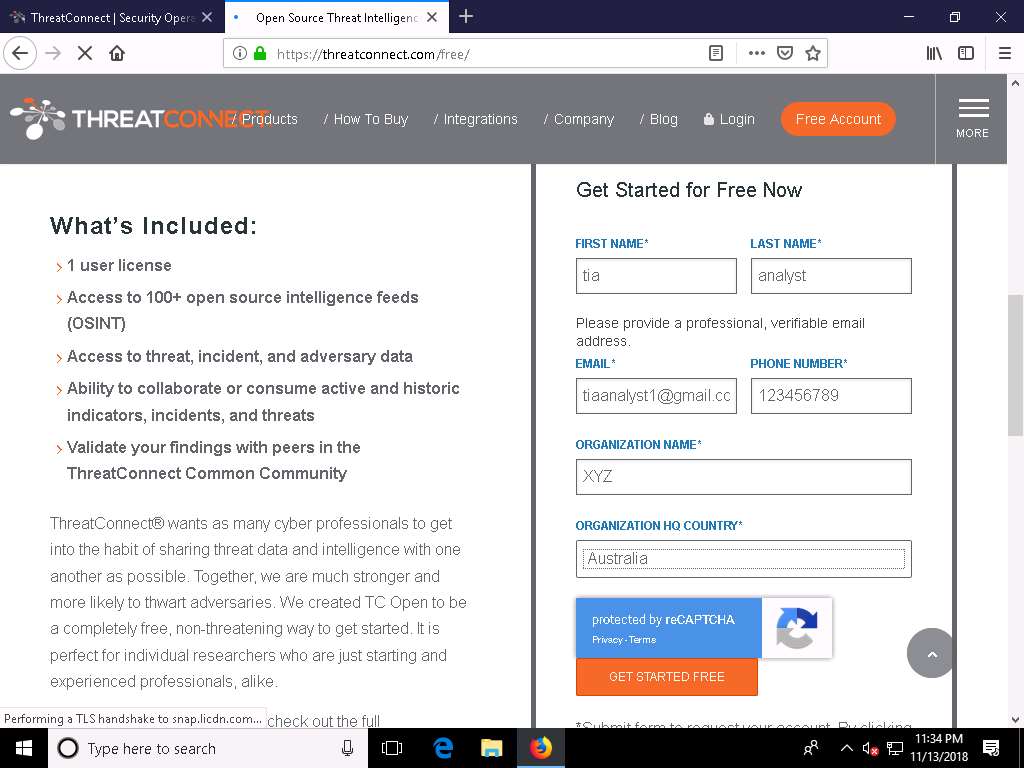 ThreatConnect | Security Opera
Open Source Threat Intelligenc
https://threatconnect.com/free/
THREATCONNECT
/ Products
/ How To Buy
/ Integrations
/ Company
/ Blog
Login
Free Account
MORE
What's Included:
1 user license
Access to 100+ open source intelligence feeds
(OSINT)
Access to threat, incident, and adversary data
Ability to collaborate or consume active and historic
indicators, incidents, and threats
Validate your findings with peers in the
ThreatConnect Common Community
ThreatConnect® wants as many cyber professionals to get
into the habit of sharing threat data and intelligence with one
another as possible. Together, we are much stronger and
more likely to thwart adversaries. We created TC Open to be
a completely free, non-threatening way to get started. It is
perfect for individual researchers who are just starting and
experienced professionals, alike.
check out the full
Get Started for Free Now
FIRST NAME*
LAST NAME*
tia
analyst
Please provide a professional, verifiable email
address.
EMAIL*
PHONE NUMBER*
tiaanalyst1@gmail.cc
123456789
ORGANIZATION NAME*
XYZ
ORGANIZATION HQ COUNTRY*
Australia
protected by reCAPTCHA
Privacy - Terms
GET STARTED FREE
*Submit form to request your account. By clicking
Performing a TLS handshake to snap.licdn.com...
Type here to search
11:34 PM
11/13/2018